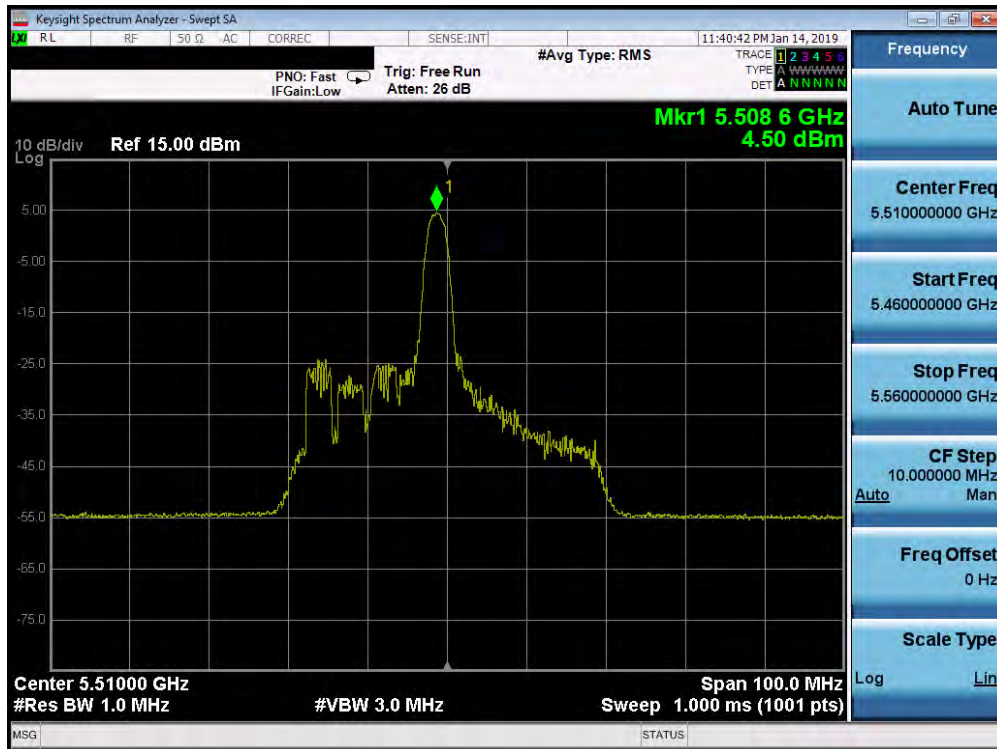 Keysight Spectrum Analyzer - Swept SA
LXI RL RF 50 Ω AC CORREC SENSE:INT 11:40:42 PM Jan 14, 2019
PNO: Fast
IFGain:Low
Trig: Free Run
Atten: 26 dB
#Avg Type: RMS
TRACE 1 2 3 4 5 6
TYPE A WWWWW
DET A N N N N N
Mkr1 5.508 6 GHz
4.50 dBm
10 dB/div
Log
Ref 15.00 dBm
1
5.00
-5.00
-15.0
-25.0
-35.0
-45.0
-55.0
-65.0
-75.0
Center 5.51000 GHz
#Res BW 1.0 MHz
#VBW 3.0 MHz
Span 100.0 MHz
Sweep 1.000 ms (1001 pts)
MSG
STATUS
Frequency
Auto Tune
Center Freq
5.510000000 GHz
Start Freq
5.460000000 GHz
Stop Freq
5.560000000 GHz
CF Step
10.000000 MHz
Auto Man
Freq Offset
0 Hz
Scale Type
Log Lin